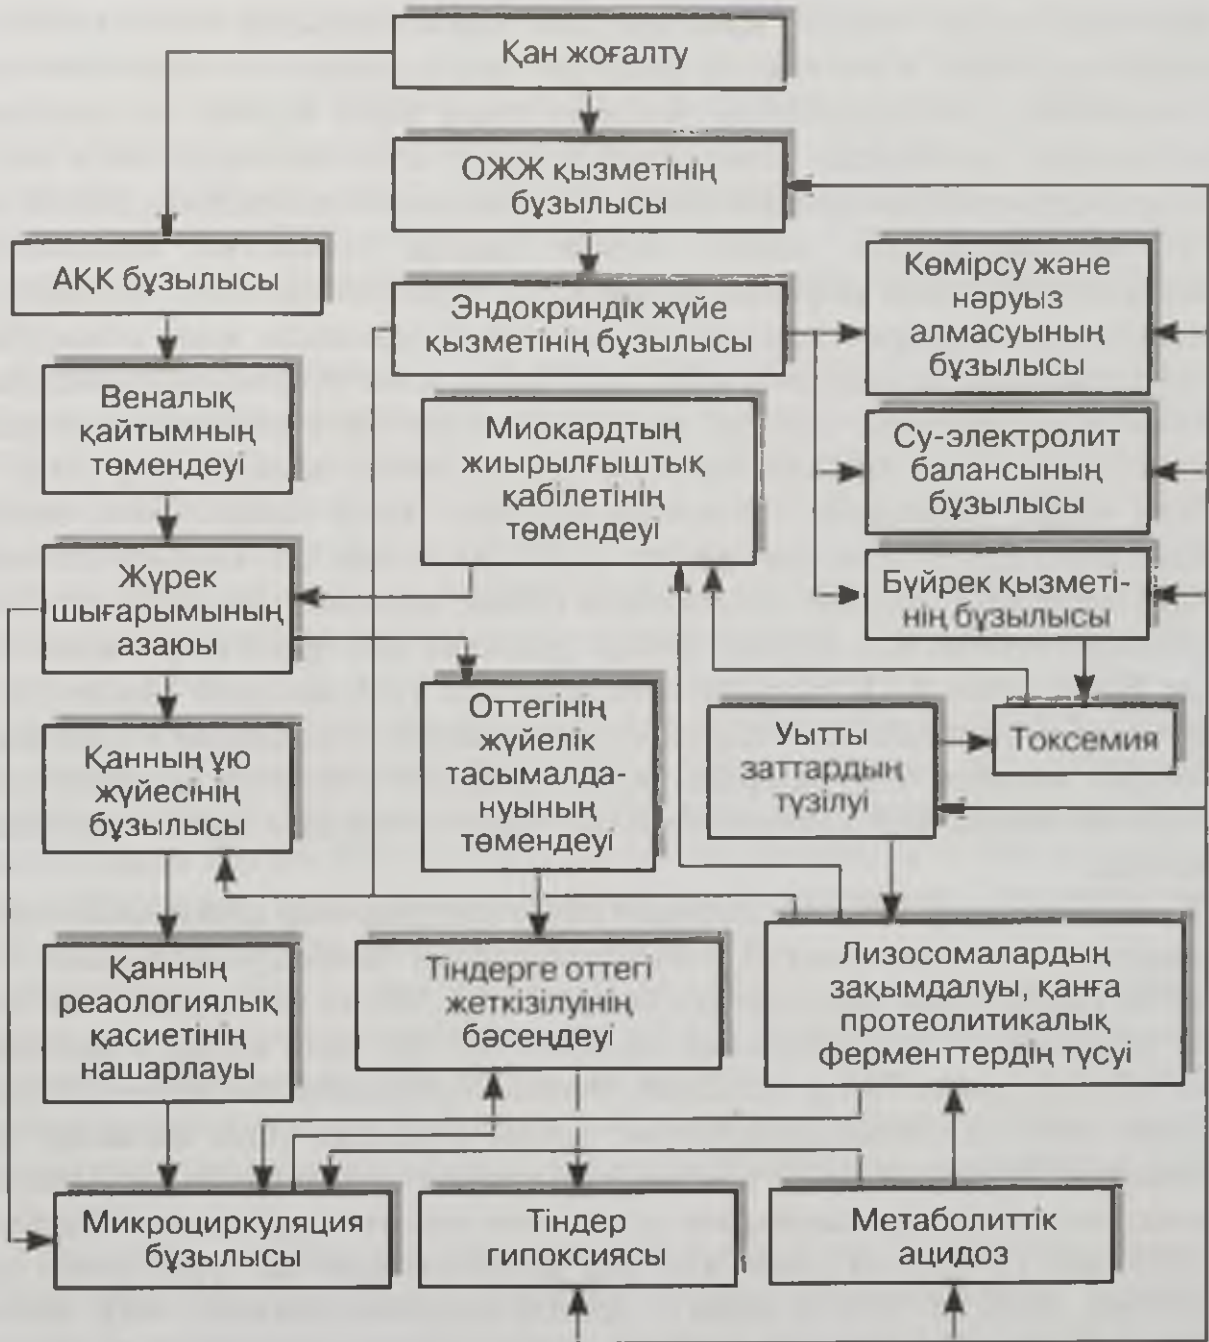 Қан жоғалту
ОЖЖ қызметінің
бұзылысы
АҚК бұзылысы
Эндокриндік жүйе
қызметінің бұзылысы
Көмірсу және
нәруыз
алмасуының
бұзылысы
Веналық
қайтымның
төмендеуі
Миокардтың
жиырылғыштық
қабілетінің
төмендеуі
Су-электролит
балансының
бұзылысы
Жүрек
шығарымының
азаюы
Бүйрек қызметі-
нің бұзылысы
Қанның ұю
жүйесінің
бұзылысы
Оттегінің
жүйелік
тасымалда-
нуының
төмендеуі
Уытты
заттардың
түзілуі
Токсемия
Қанның
реаологиялық
қасиетінің
нашарлауы
Тіндерге оттегі
жеткізілуінің
бәсеңдеуі
Лизосомалардың
зақымдалуы, қанға
протеолитикалық
ферменттердің түсуі
Микроциркуляция
бұзылысы
Тіндер
гипоксиясы
Метаболиттік
ацидоз